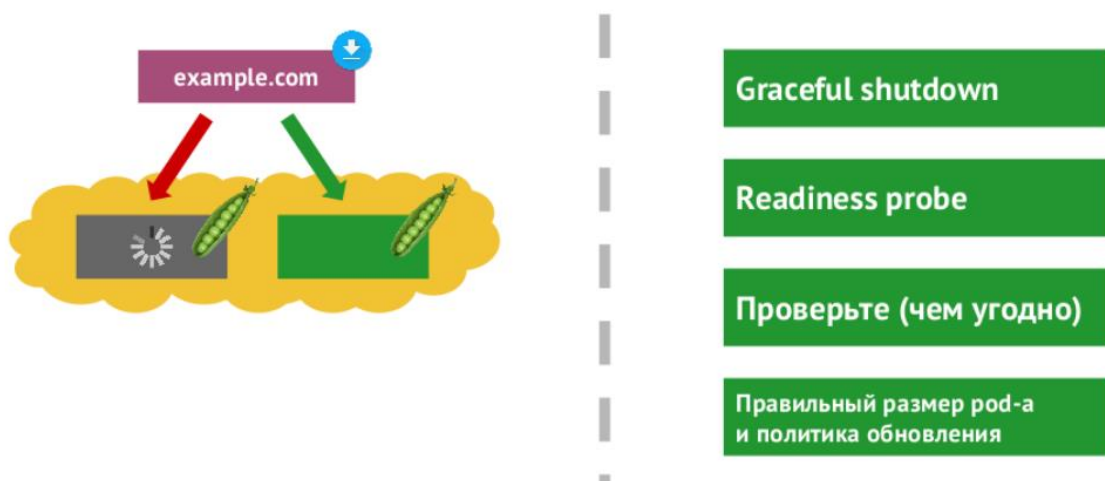 example.com
Graceful shutdown
Readiness probe
Проверьте (чем угодно)
Правильный размер pod-а
и политика обновления